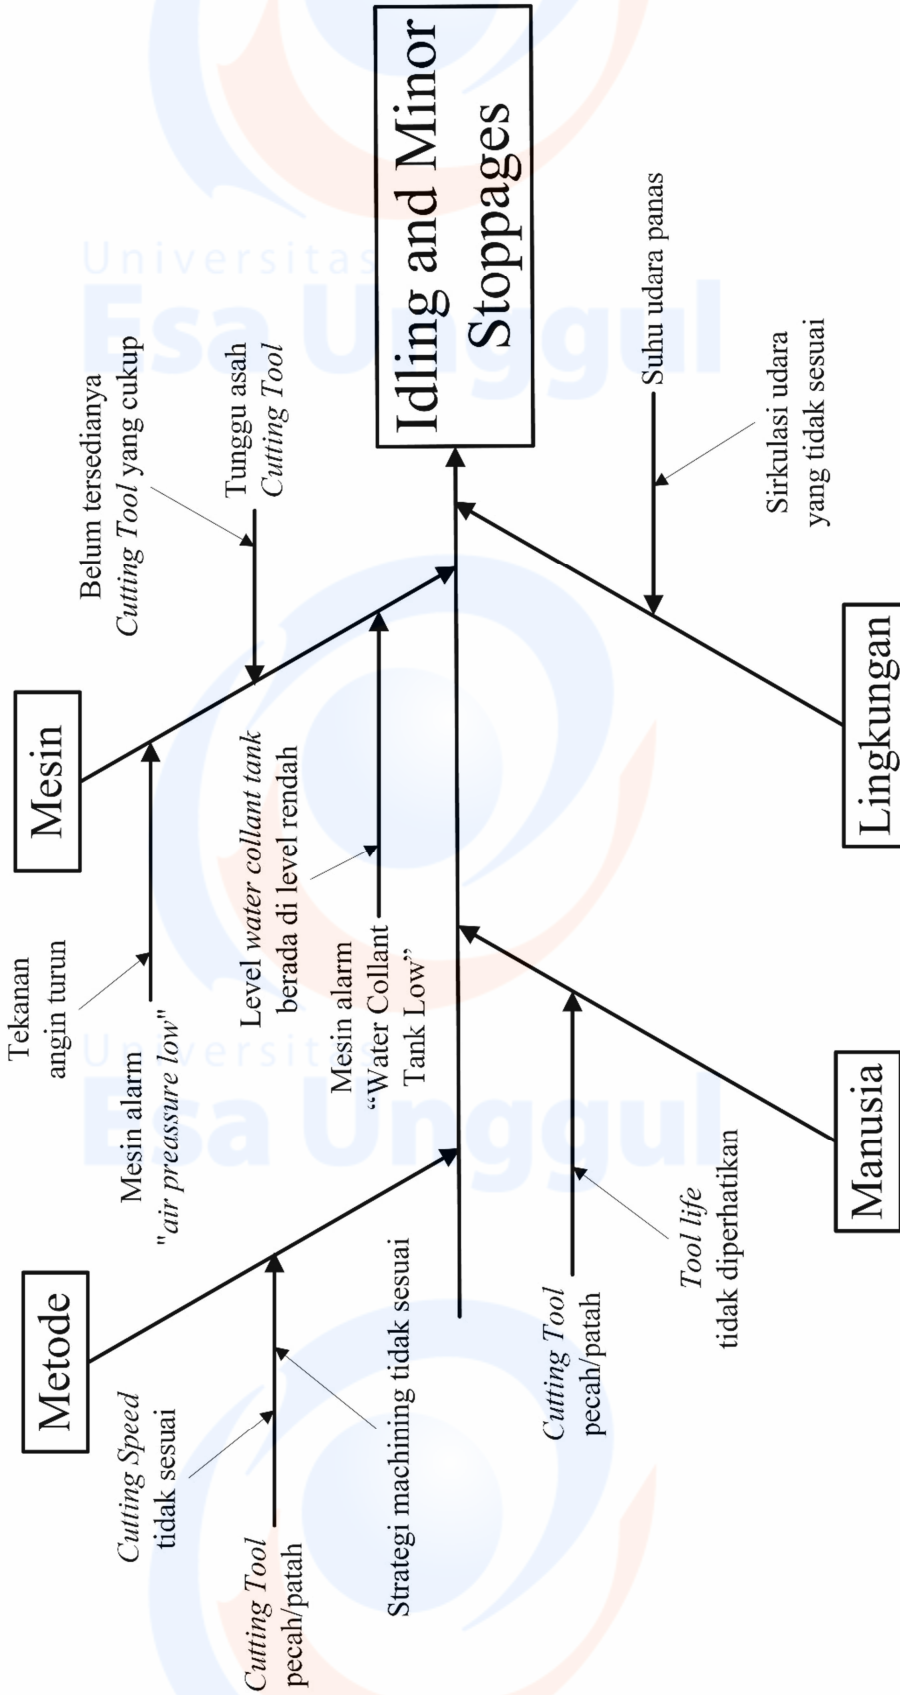 Metode
Cutting Speed
tidak sesuai
Cutting Tool
pecah/patah
Strategi machining tidak sesuai
Mesin
Tekanan
angin turun
Mesin alarm
"air preassure low"
Belum tersedianya
Cutting Tool yang cukup
Tunggu asah
Cutting Tool
Level water collant tank
berada di level rendah
Mesin alarm
“Water Collant
Tank Low”
Idling and Minor
Stoppages
Cutting Tool
pecah/patah
Tool life
tidak diperhatikan
Manusia
Suhu udara panas
Sirkulasi udara
yang tidak sesuai
Lingkungan
Universitas
Esa Unggul
Universitas
Esa Unggul